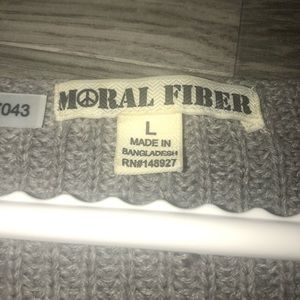 7043
MORAL FIBER
L
MADE IN
BANGLADESH
RN#148927